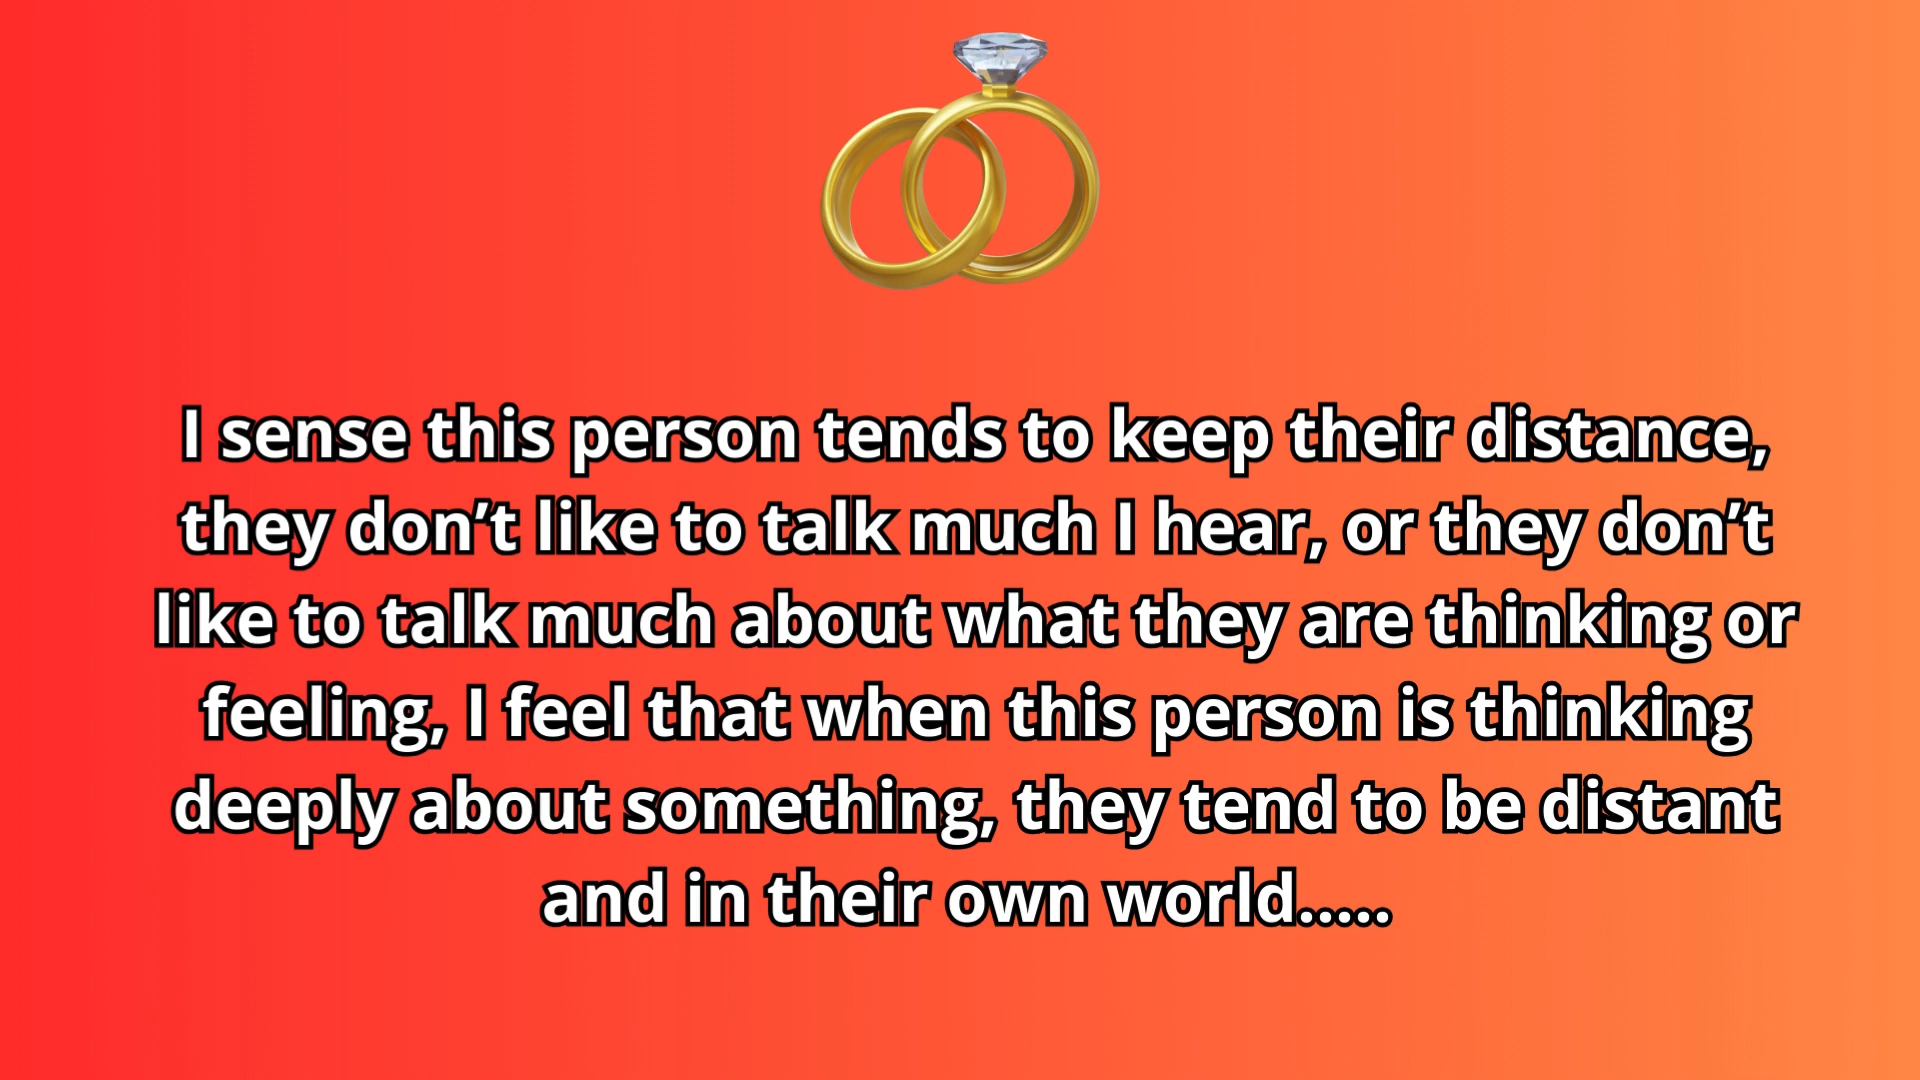 I sense this person tends to keep their distance,
they don’t like to talk much I hear, or they don’t
like to talk much about what they are thinking or
feeling, I feel that when this person is thinking
deeply about something, they tend to be distant
and in their own world.....